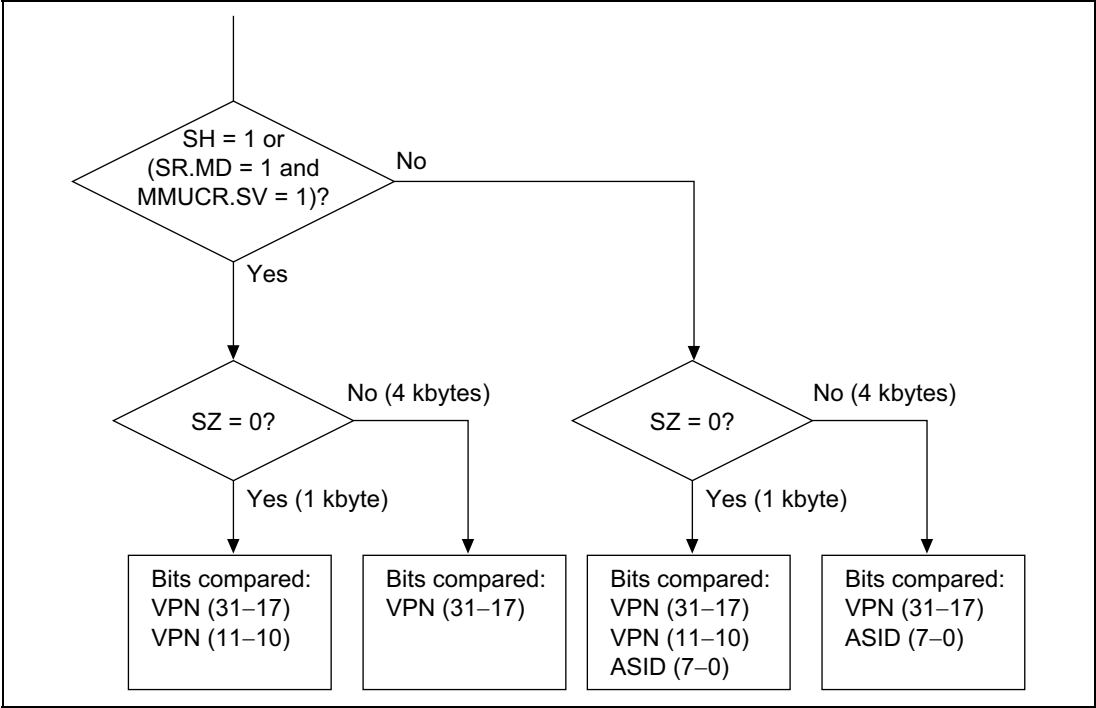 SH = 1 or
(SR.MD = 1 and
MMUCR.SV = 1)?
No
Yes
SZ = 0?
No (4 kbytes)
Yes (1 kbyte)
SZ = 0?
No (4 kbytes)
Yes (1 kbyte)
Bits compared:
VPN (31–17)
VPN (11–10)
Bits compared:
VPN (31–17)
Bits compared:
VPN (31–17)
VPN (11–10)
ASID (7–0)
Bits compared:
VPN (31–17)
ASID (7–0)